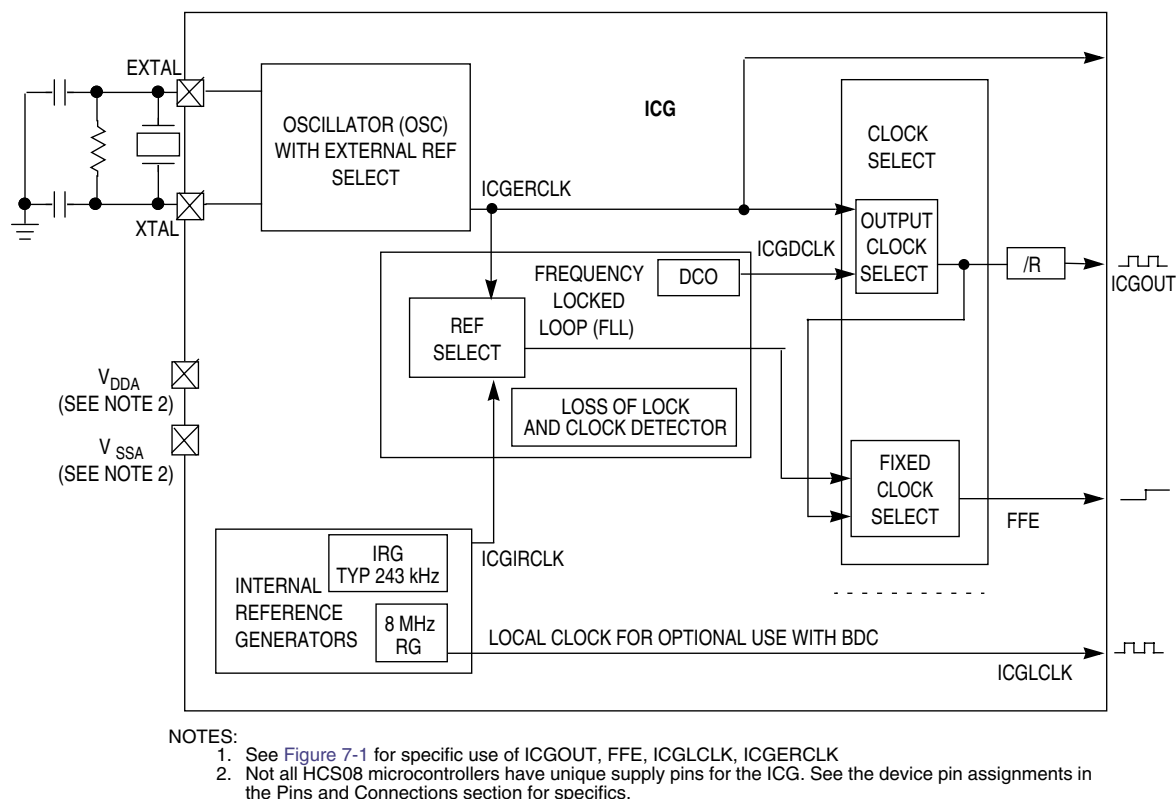 EXTAL
ICG
OSCILLATOR (OSC)
WITH EXTERNAL REF
SELECT
CLOCK
SELECT
ICGERCLK
XTAL
OUTPUT
CLOCK
SELECT
ICGDCLK
/R
ICGOUT
FREQUENCY
LOCKED
LOOP (FLL)
DCO
REF
SELECT
VDDA
(SEE NOTE 2)
LOSS OF LOCK
AND CLOCK DETECTOR
V SSA
(SEE NOTE 2)
FIXED
CLOCK
SELECT
FFE
ICGIRCLK
IRG
TYP 243 kHz
INTERNAL
REFERENCE
GENERATORS
8 MHz
RG
LOCAL CLOCK FOR OPTIONAL USE WITH BDC
ICGLCLK
NOTES:
1. See Figure 7-1 for specific use of ICGOUT, FFE, ICGLCLK, ICGERCLK
2. Not all HCS08 microcontrollers have unique supply pins for the ICG. See the device pin assignments in
the Pins and Connections section for specifics.